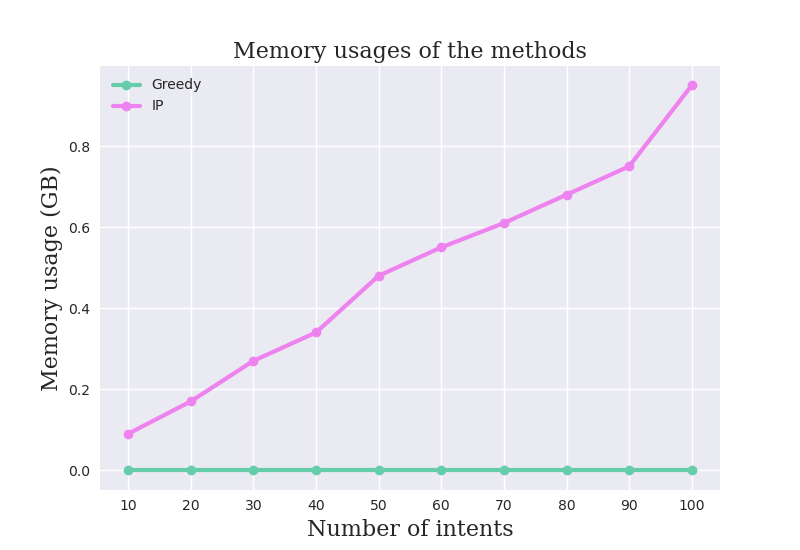 Memory usages of the methods
Greedy
IP
Memory usage (GB)
0.8
0.6
0.4
0.2
0.0
10 20 30 40 50 60 70 80 90 100
Number of intents